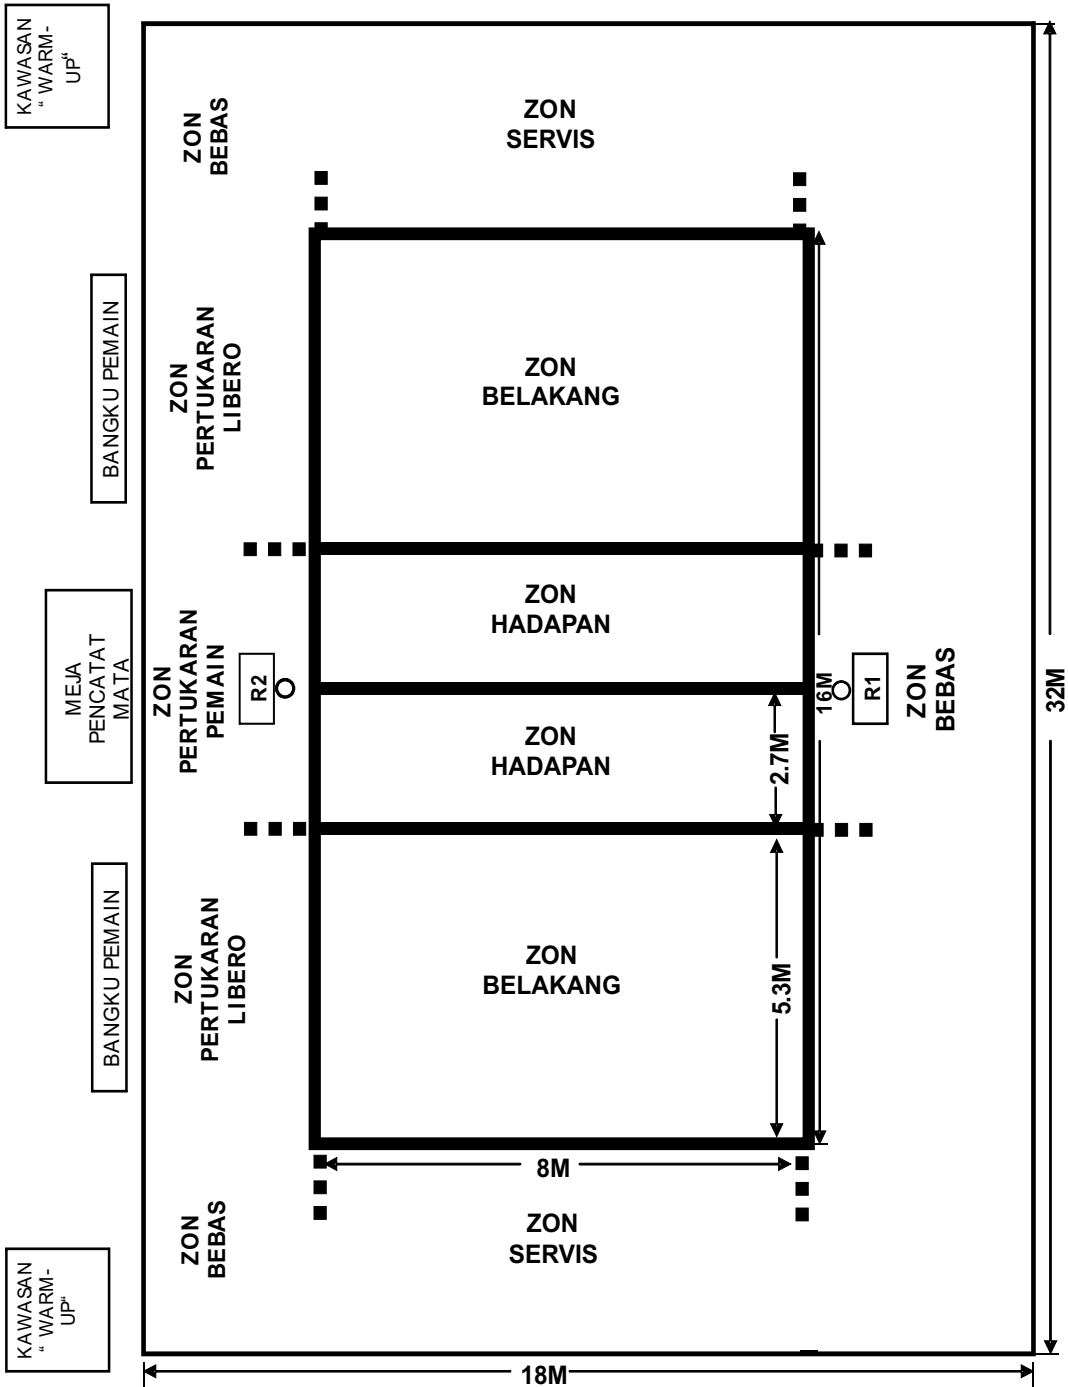 KAWASAN
“ WARM-
UP“
ZON
BEBAS
ZON
SERVIS
BANGKU PEMAIN
ZON
PERTUKARAN
LIBERO
ZON
BELAKANG
MEJA
PENCATAT
MATA
ZON
PERTUKARAN
PEMAIN
R2
ZON
HADAPAN
ZON
HADAPAN
2.7M
16M
R1
ZON
BEBAS
32M
BANGKU PEMAIN
ZON
PERTUKARAN
LIBERO
ZON
BELAKANG
5.3M
8M
ZON
BEBAS
ZON
SERVIS
KAWASAN
“ WARM-
UP“
18M